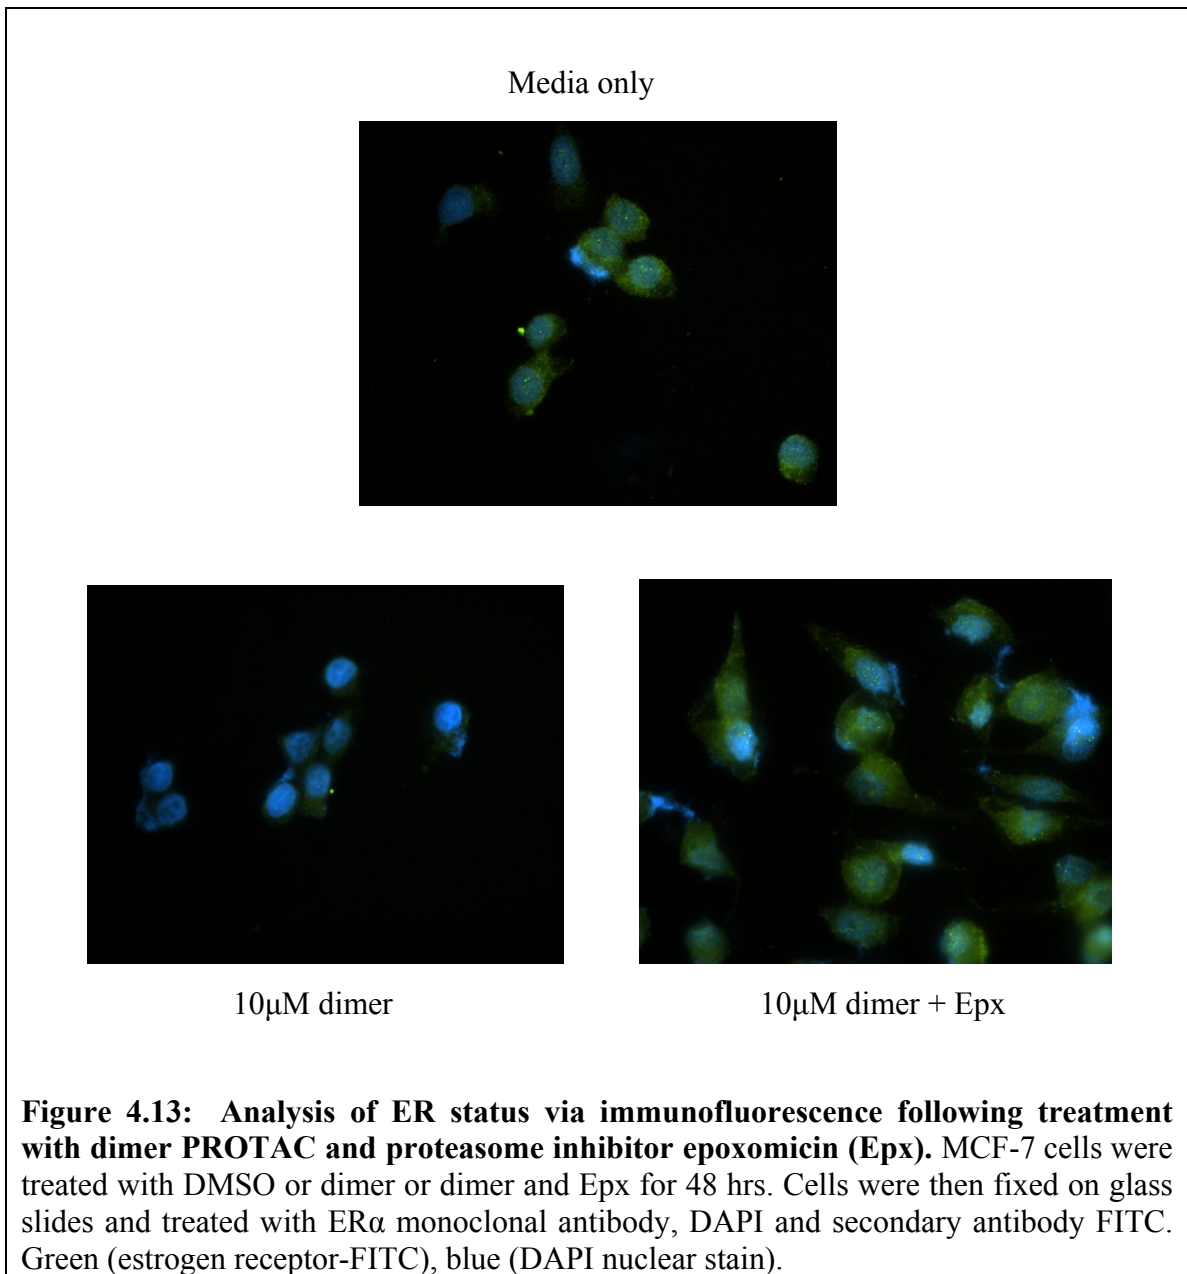 Media only
10μM dimer
10μM dimer + Epx
Figure 4.13: Analysis of ER status via immunofluorescence following treatment
with dimer PROTAC and proteasome inhibitor epoxomicin (Epx). MCF-7 cells were
treated with DMSO or dimer or dimer and Epx for 48 hrs. Cells were then fixed on glass
slides and treated with ERα monoclonal antibody, DAPI and secondary antibody FITC.
Green (estrogen receptor-FITC), blue (DAPI nuclear stain).